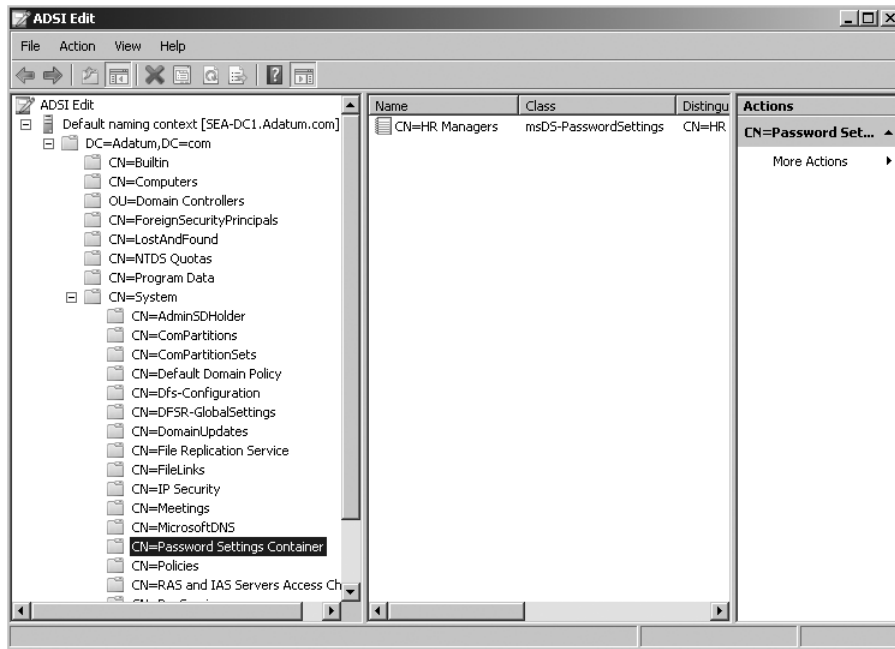 ADSI Edit
File Action View Help
ADSI Edit
Default naming context [SEA-DC1.Adatum.com]
DC=Adatum,DC=com
CN=Builtin
CN=Computers
OU=Domain Controllers
CN=ForeignSecurityPrincipals
CN=LostAndFound
CN=NTDS Quotas
CN=Program Data
CN=System
CN=AdminSDHolder
CN=ComPartitions
CN=ComPartitionSets
CN=Default Domain Policy
CN=Dfs-Configuration
CN=DFSR-GlobalSettings
CN=DomainUpdates
CN=File Replication Service
CN=FileLinks
CN=IP Security
CN=Meetings
CN=MicrosoftDNS
CN=Password Settings Container
CN=Policies
CN=RAS and IAS Servers Access Ch
Name Class Distingu
CN=HR Managers msDS-PasswordSettings CN=HR
Actions
CN=Password Set...
More Actions